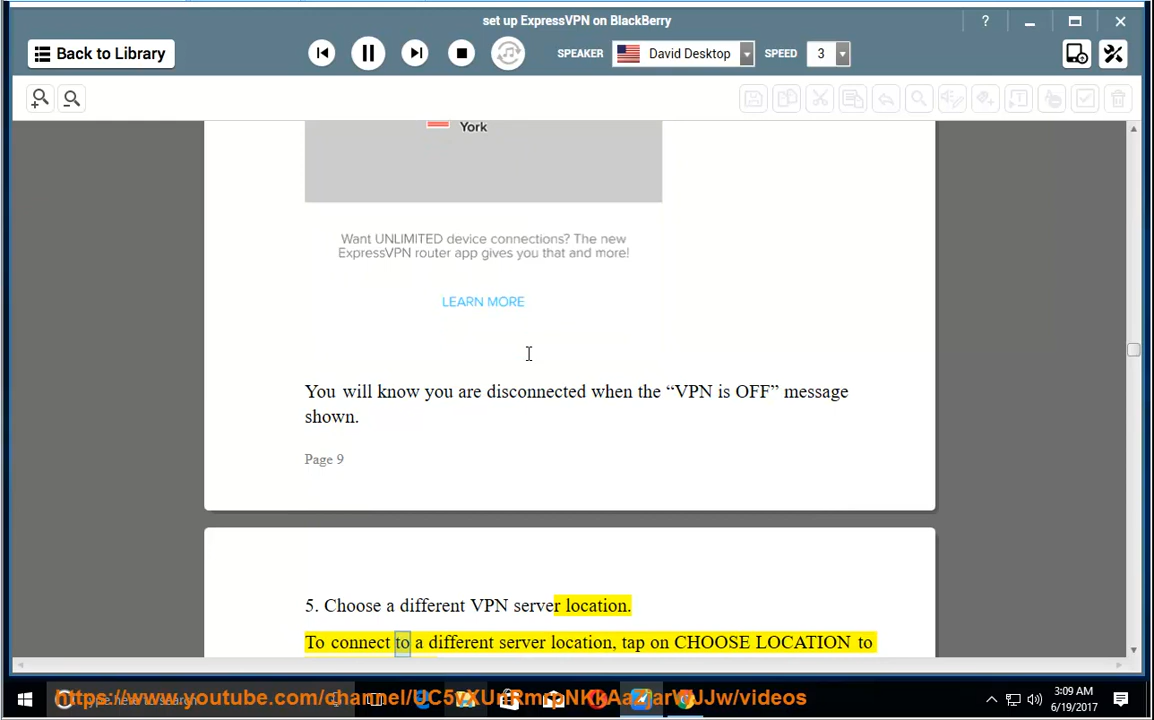 set up ExpressVPN on BlackBerry
Back to Library
SPEAKER
David Desktop
SPEED
3
York
Want UNLIMITED device connections? The new
ExpressVPN router app gives you that and more!
LEARN MORE
You will know you are disconnected when the “VPN is OFF” message
shown.
Page 9
5. Choose a different VPN server location.
To connect to a different server location, tap on CHOOSE LOCATION to
3:09 AM
6/19/2017